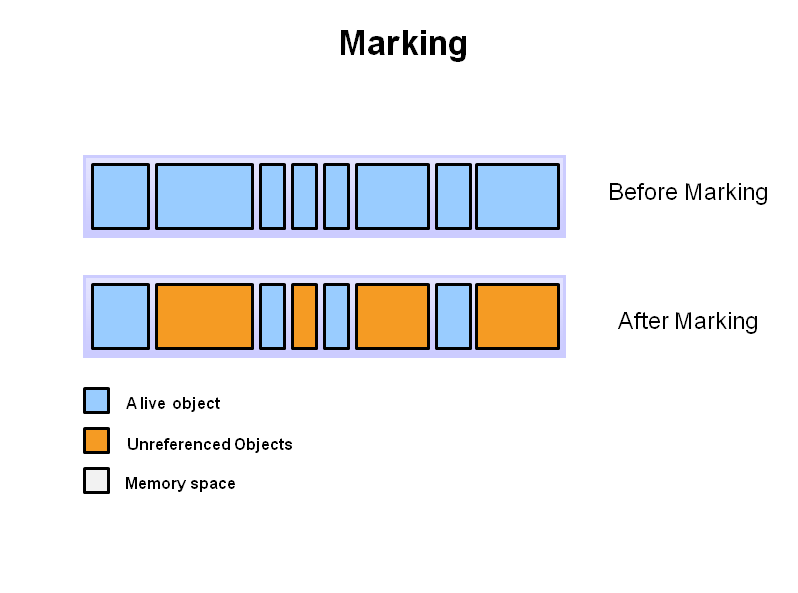 Marking
Before Marking
After Marking
A live object
Unreferenced Objects
Memory space